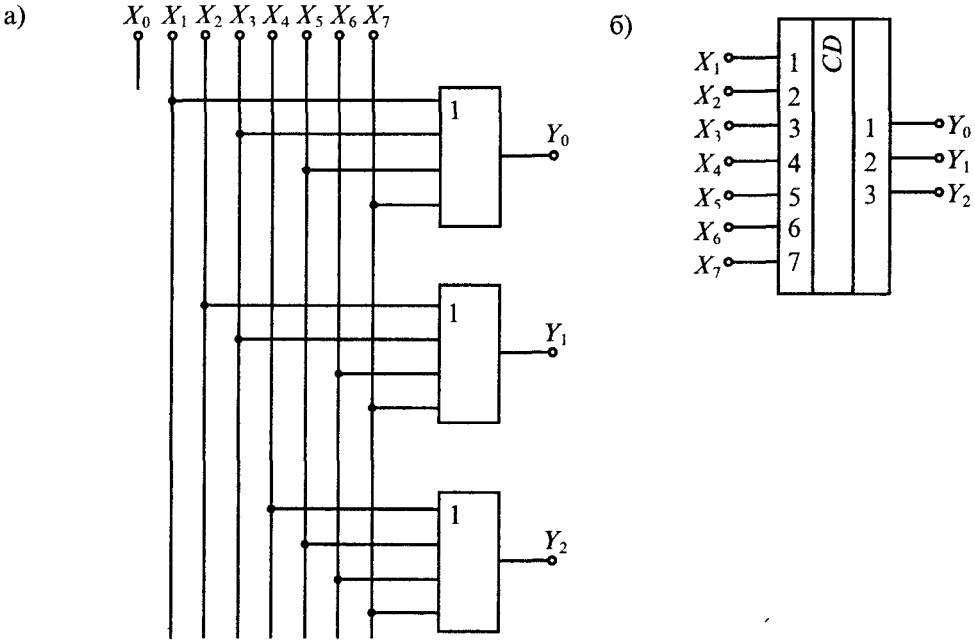 а)
X₀ X₁ X₂ X₃ X₄ X₅ X₆ X₇
1
Y₀
1
Y₁
1
Y₂
б)
CD
X₁ 1
X₂ 2
X₃ 3 1 Y₀
X₄ 4 2 Y₁
X₅ 5 3 Y₂
X₆ 6
X₇ 7